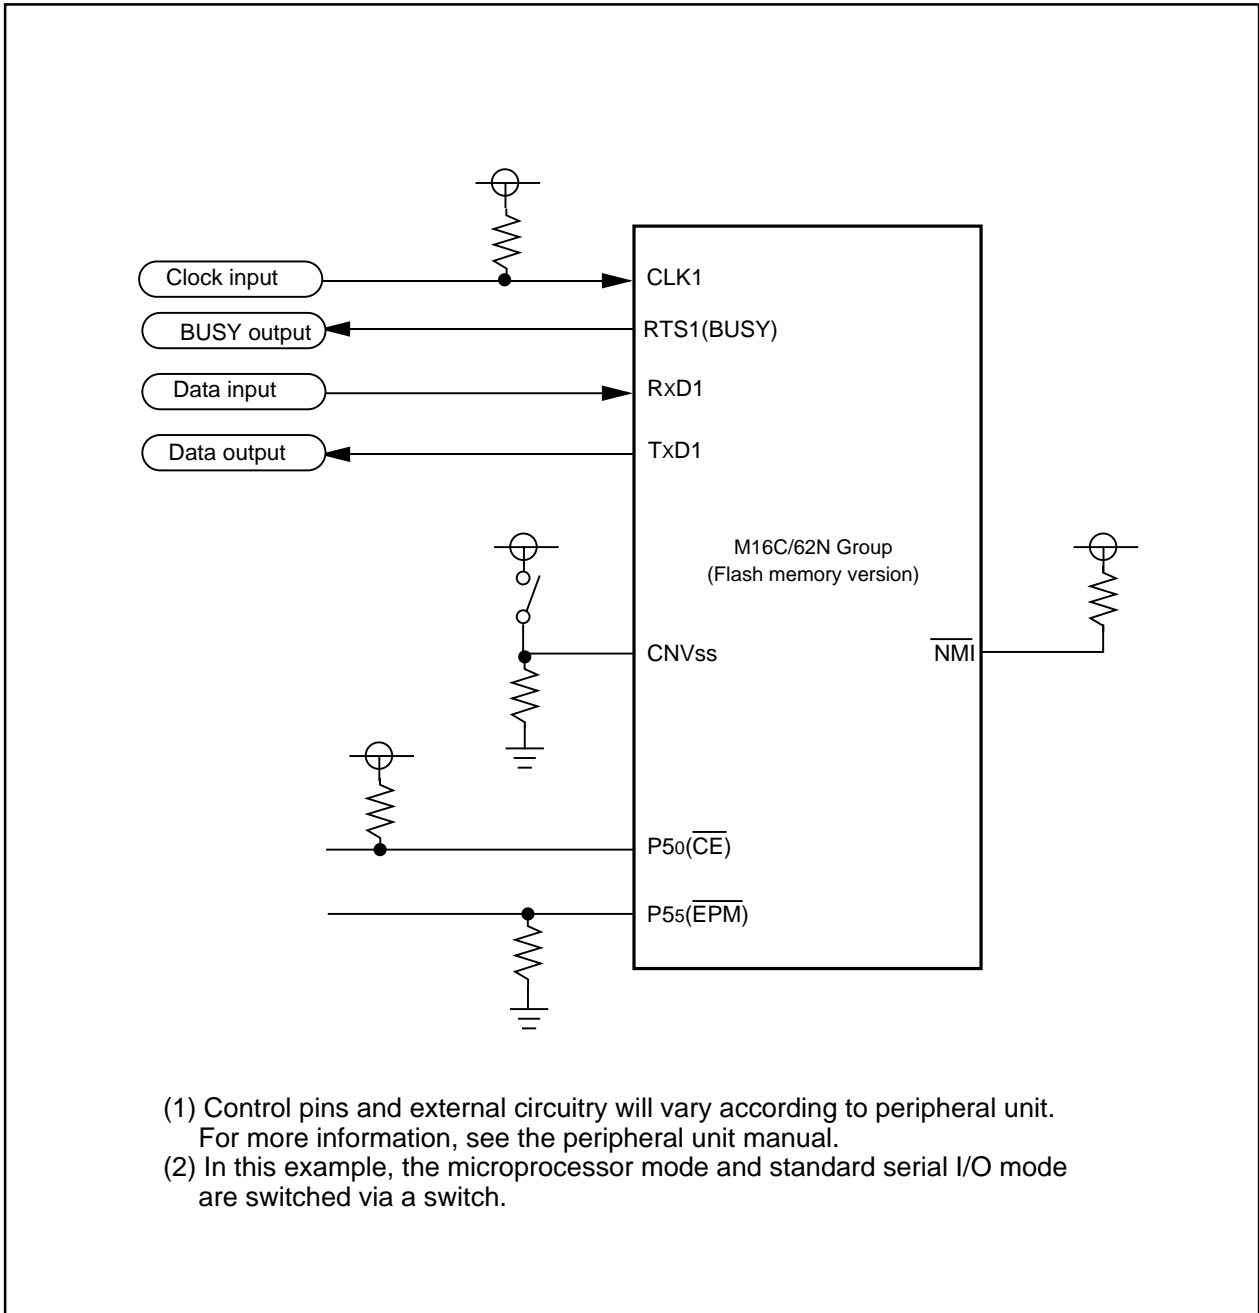 Clock input
CLK1
BUSY output
RTS1(BUSY)
Data input
RxD1
Data output
TxD1
M16C/62N Group
(Flash memory version)
CNVss
NMI
P50(CE)
P55(EPM)
(1) Control pins and external circuitry will vary according to peripheral unit.
For more information, see the peripheral unit manual.
(2) In this example, the microprocessor mode and standard serial I/O mode
are switched via a switch.